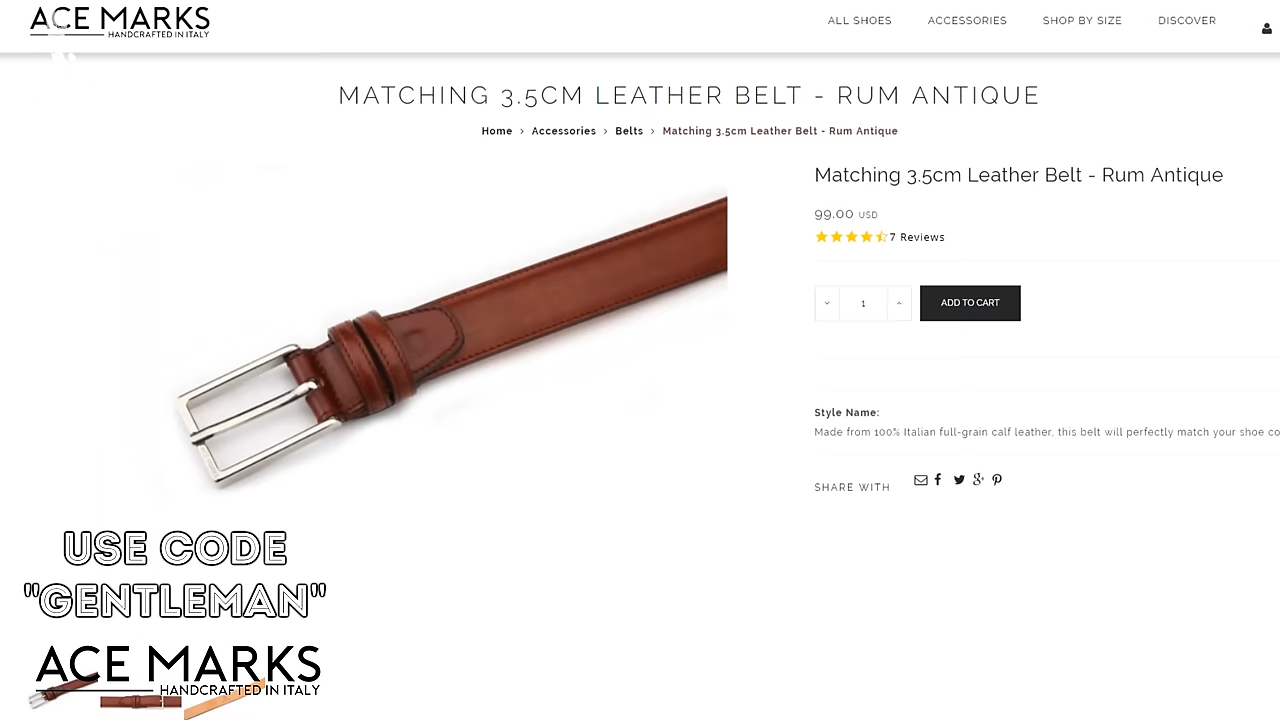 ACE MARKS
HANDCRAFTED IN ITALY
ALL SHOES
ACCESSORIES
SHOP BY SIZE
DISCOVER
MATCHING 3.5CM LEATHER BELT - RUM ANTIQUE
Home > Accessories > Belts > Matching 3.5cm Leather Belt - Rum Antique
Matching 3.5cm Leather Belt - Rum Antique
99.00 USD
7 Reviews
1
ADD TO CART
Style Name:
Made from 100% Italian full-grain calf leather, this belt will perfectly match your shoe co
SHARE WITH
USE CODE
"GENTLEMAN"
ACE MARKS
HANDCRAFTED IN ITALY